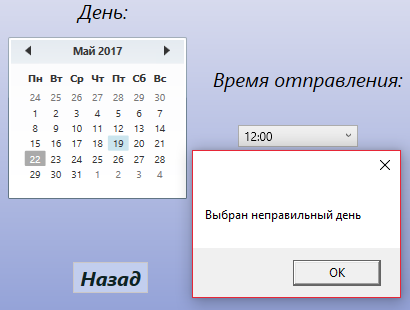 День:
Май 2017
Пн Вт Ср Чт Пт Сб Вс
24 25 26 27 28 29 30
1 2 3 4 5 6 7
8 9 10 11 12 13 14
15 16 17 18 19 20 21
22 23 24 25 26 27 28
29 30 31 1 2 3 4
Время отправления:
12:00
Выбран неправильный день
OK
Назад